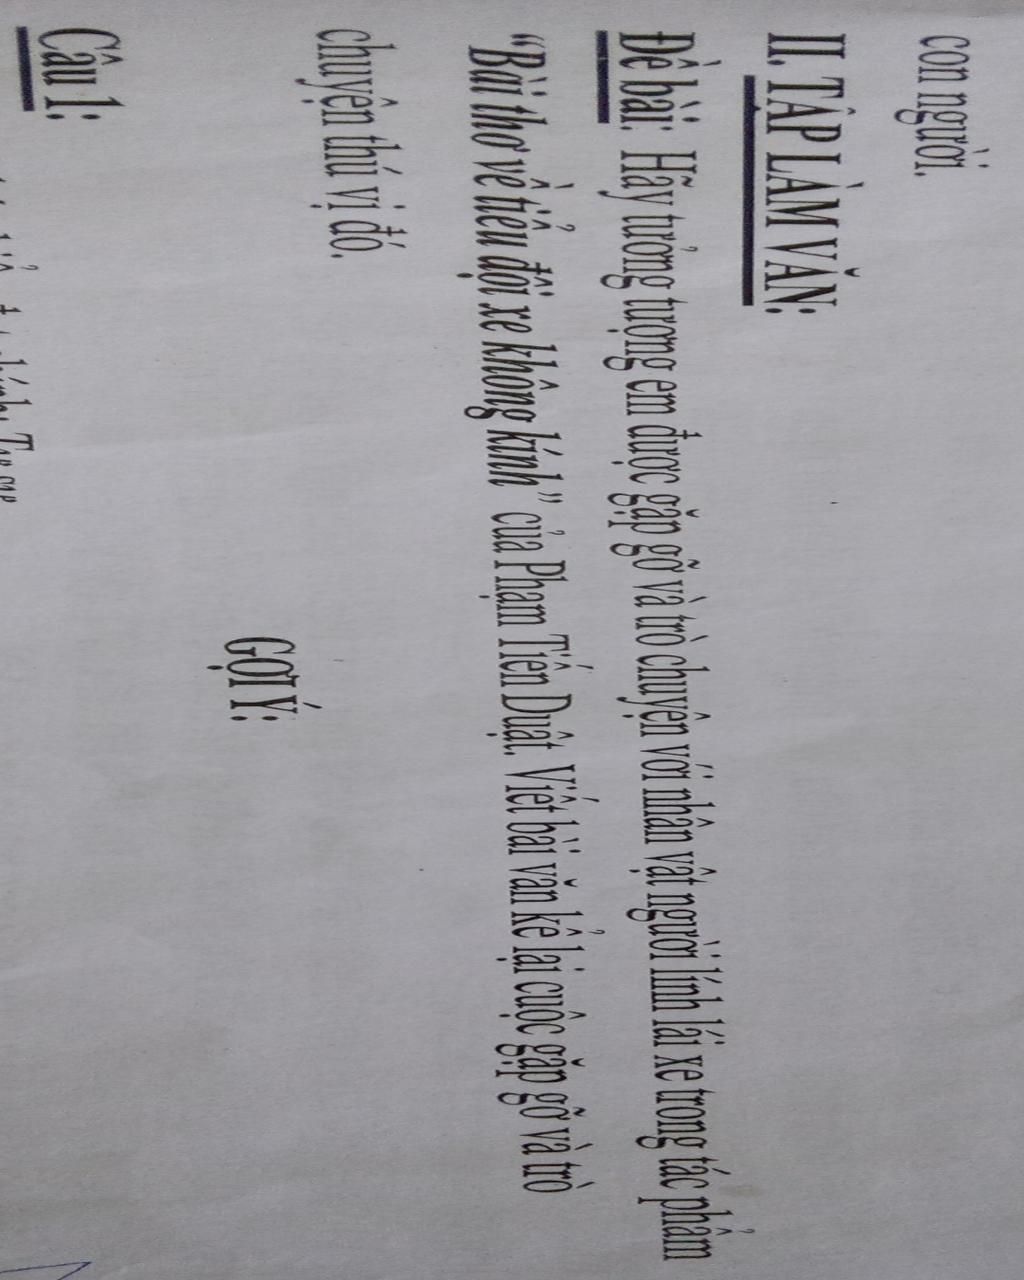 con người.
II. TẬP LÀM VĂN:
Đề bài: Hãy tưởng tượng em được gặp gỡ và trò chuyện với nhân vật người lính lái xe trong tác phẩm
“Bài thơ về tiểu đội xe không kính” của Phạm Tiến Duật. Viết bài văn kể lại cuộc gặp gỡ và trò
chuyện thú vị đó.
GỢI Ý:
Câu 1: